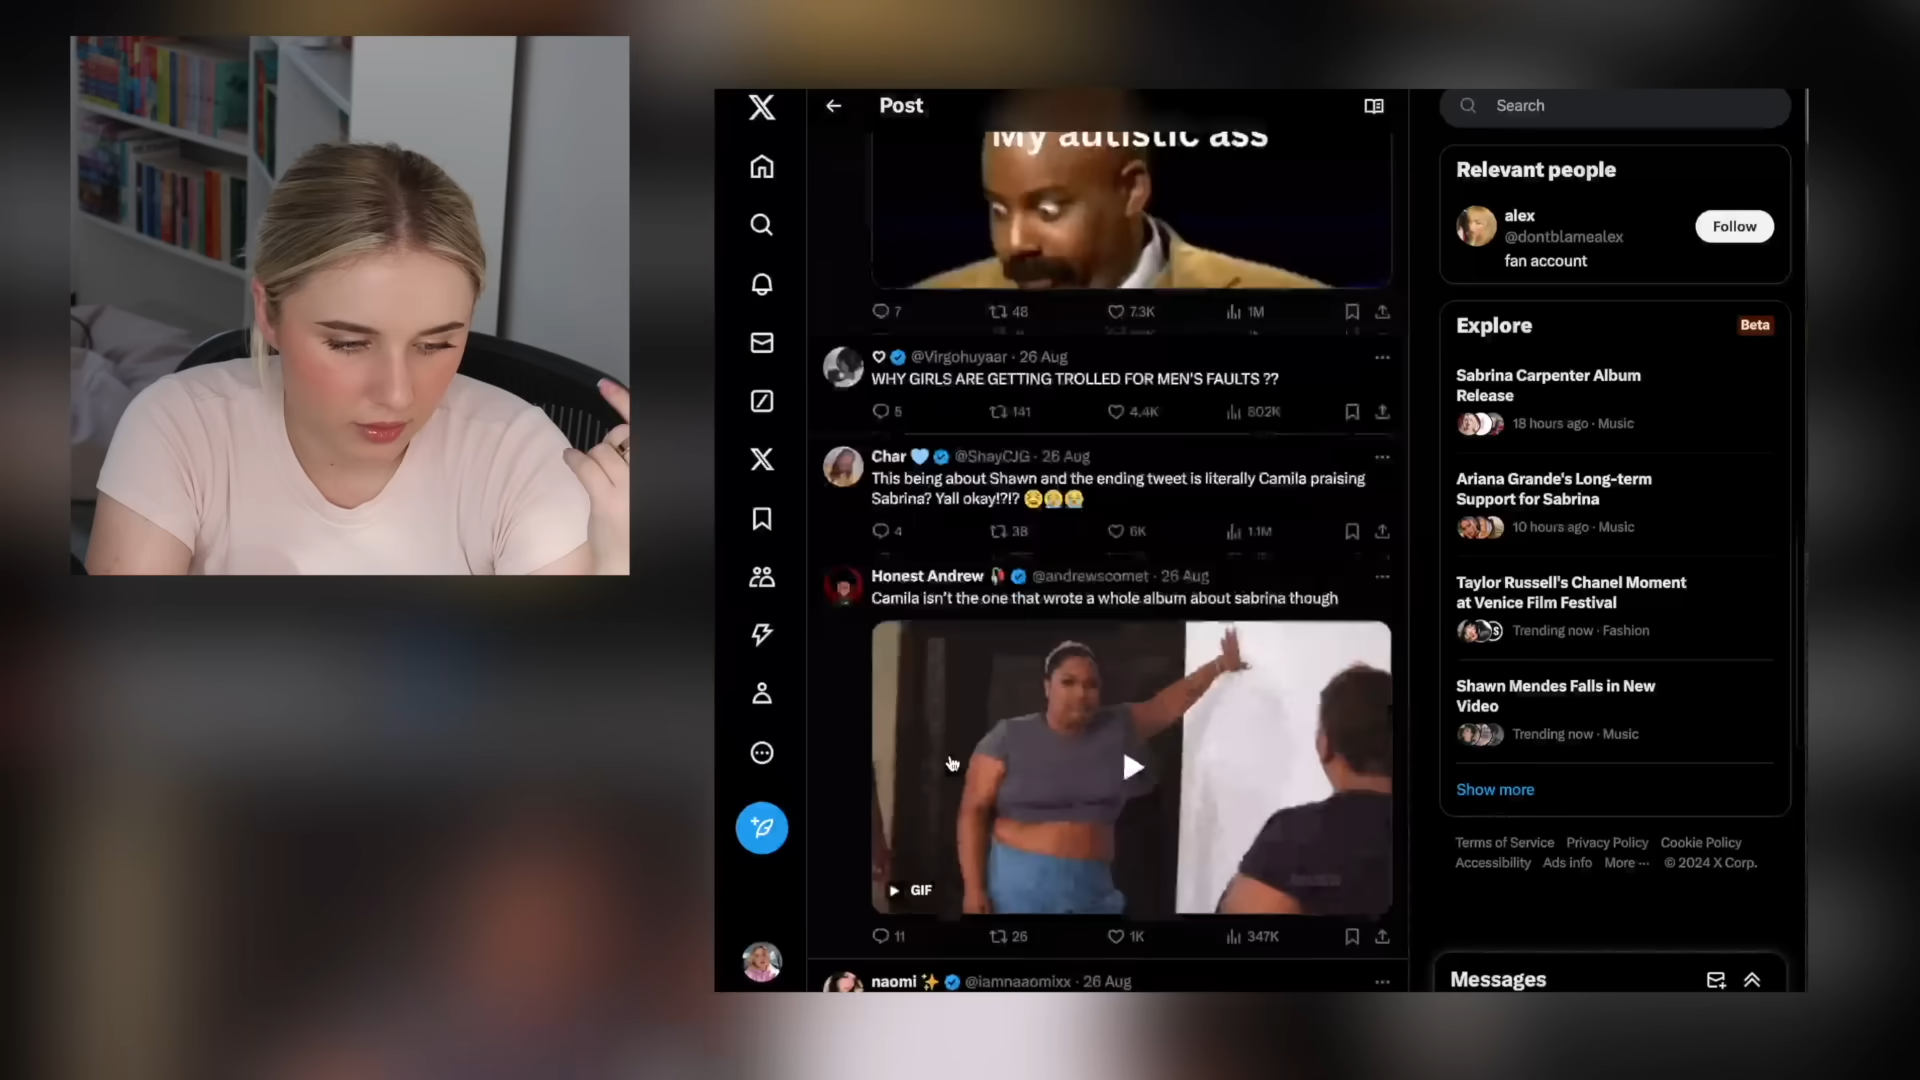 Post
My autistic ass
7
48
7.3K
1M
@Virgohuyaar · 26 Aug
WHY GIRLS ARE GETTING TROLLED FOR MEN'S FAULTS ??
5
141
4.4K
802K
Char 💙 @ShayCJG · 26 Aug
This being about Shawn and the ending tweet is literally Camila praising
Sabrina? Yall okay!?!?
4
38
6K
1.1M
Honest Andrew @andrewscomet · 26 Aug
Camila isn't the one that wrote a whole album about sabrina though
GIF
11
26
1K
347K
naomi ✨ @iamnaaomixx · 26 Aug
Search
Relevant people
alex
@dontblamealex
fan account
Follow
Explore
Beta
Sabrina Carpenter Album
Release
18 hours ago · Music
Ariana Grande's Long-term
Support for Sabrina
10 hours ago · Music
Taylor Russell's Chanel Moment
at Venice Film Festival
Trending now · Fashion
Shawn Mendes Falls in New
Video
Trending now · Music
Show more
Terms of Service Privacy Policy Cookie Policy
Accessibility Ads info More ··· © 2024 X Corp.
Messages